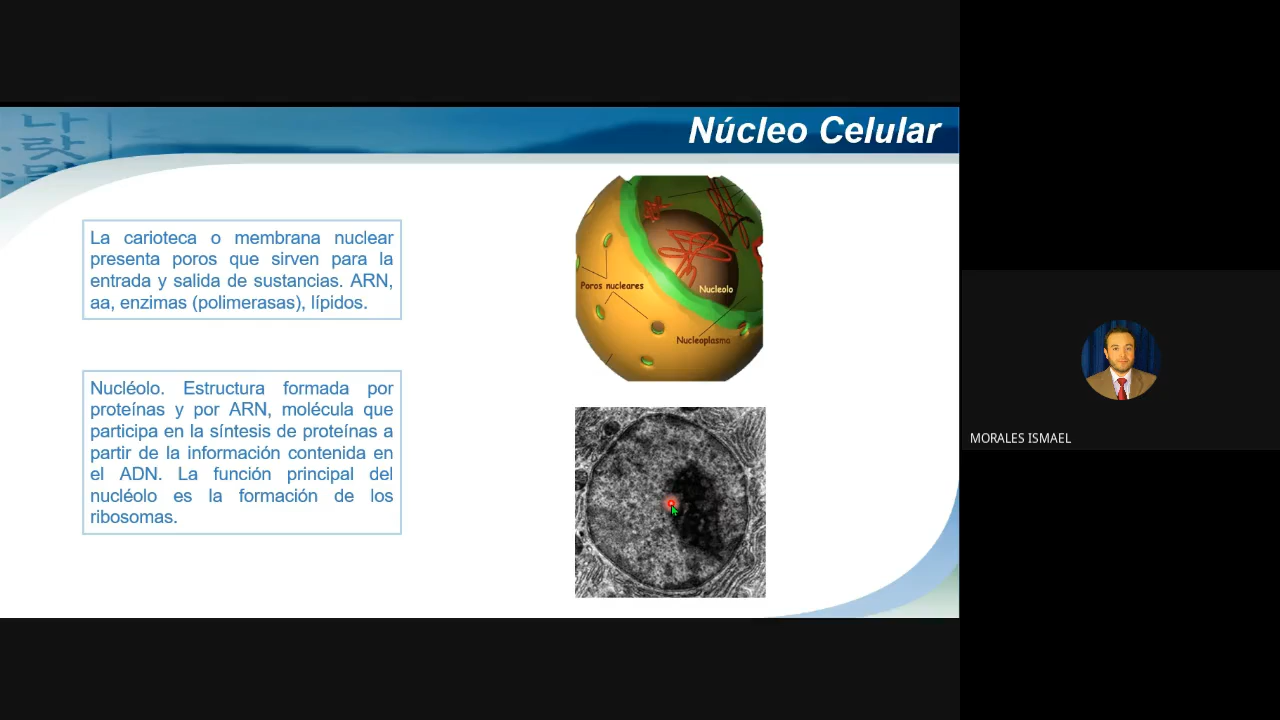 Núcleo Celular
La carioteca o membrana nuclear
presenta poros que sirven para la
entrada y salida de sustancias. ARN,
aa, enzimas (polimerasas), lípidos.
Poros nucleares
Nucleolo
Nucleoplasma
Nucléolo. Estructura formada por
proteínas y por ARN, molécula que
participa en la síntesis de proteínas a
partir de la información contenida en
el ADN. La función principal del
nucléolo es la formación de los
ribosomas.
MORALES ISMAEL